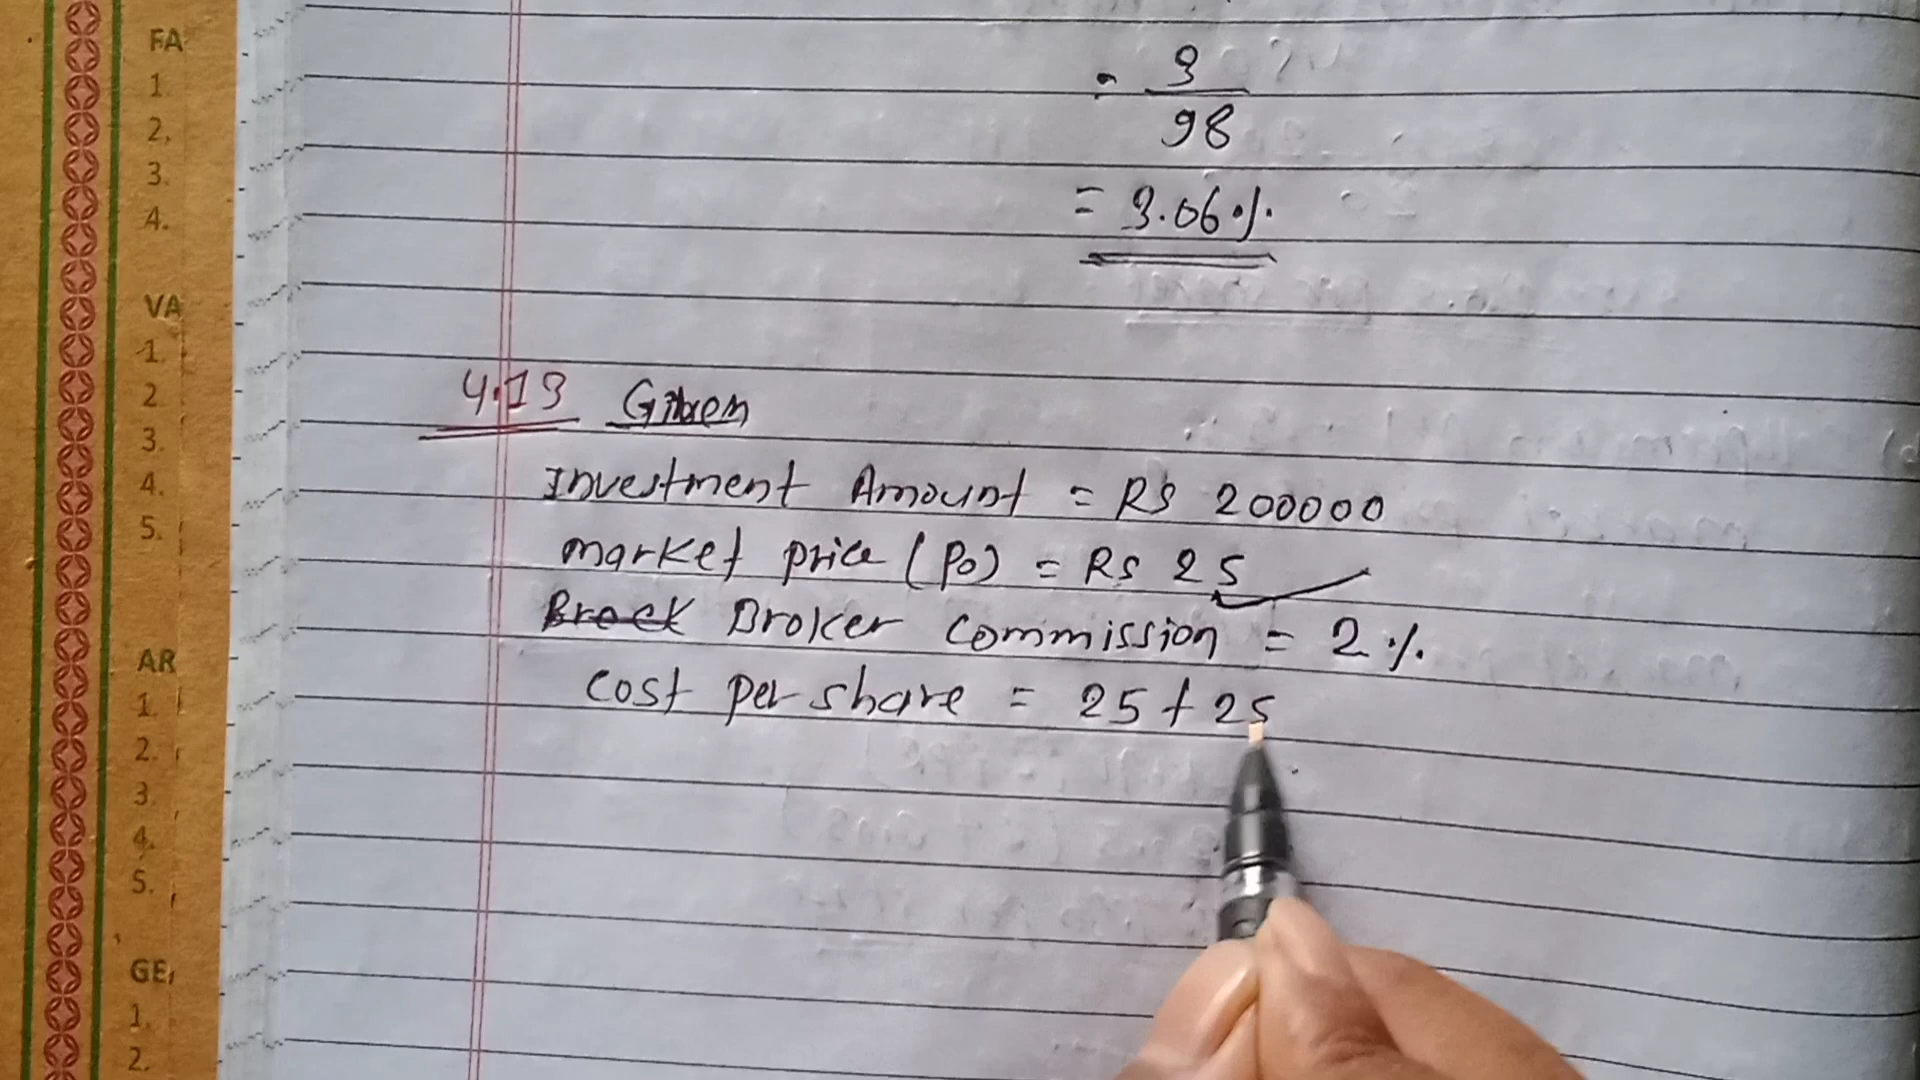 FA
1.
2.
3.
4.
VA
1.
2
3.
4.
5.
AR
1.
2.
3
4.
5.
GE
1.
2.
= 3
98
= 3.06%
4.13 Given
Investment Amount = RS 200000
market price (P0) = RS 25
Brock Broker commission = 2%
cost per share = 25 + 25